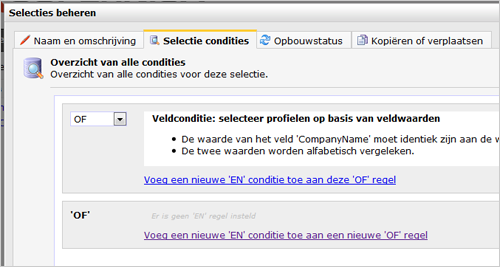 Selecties beheren
Naam en omschrijving
Selectie condities
Opbouwstatus
Kopiëren of verplaatsen
Overzicht van alle condities
Overzicht van alle condities voor deze selectie.
OF
Veldconditie: selecteer profielen op basis van veldwaarden
De waarde van het veld 'CompanyName' moet identiek zijn aan de w
De twee waarden worden alfabetisch vergeleken.
Voeg een nieuwe 'EN' conditie toe aan deze 'OF' regel
'OF'
Er is geen 'EN' regel insteld
Voeg een nieuwe 'EN' conditie toe aan een nieuwe 'OF' regel